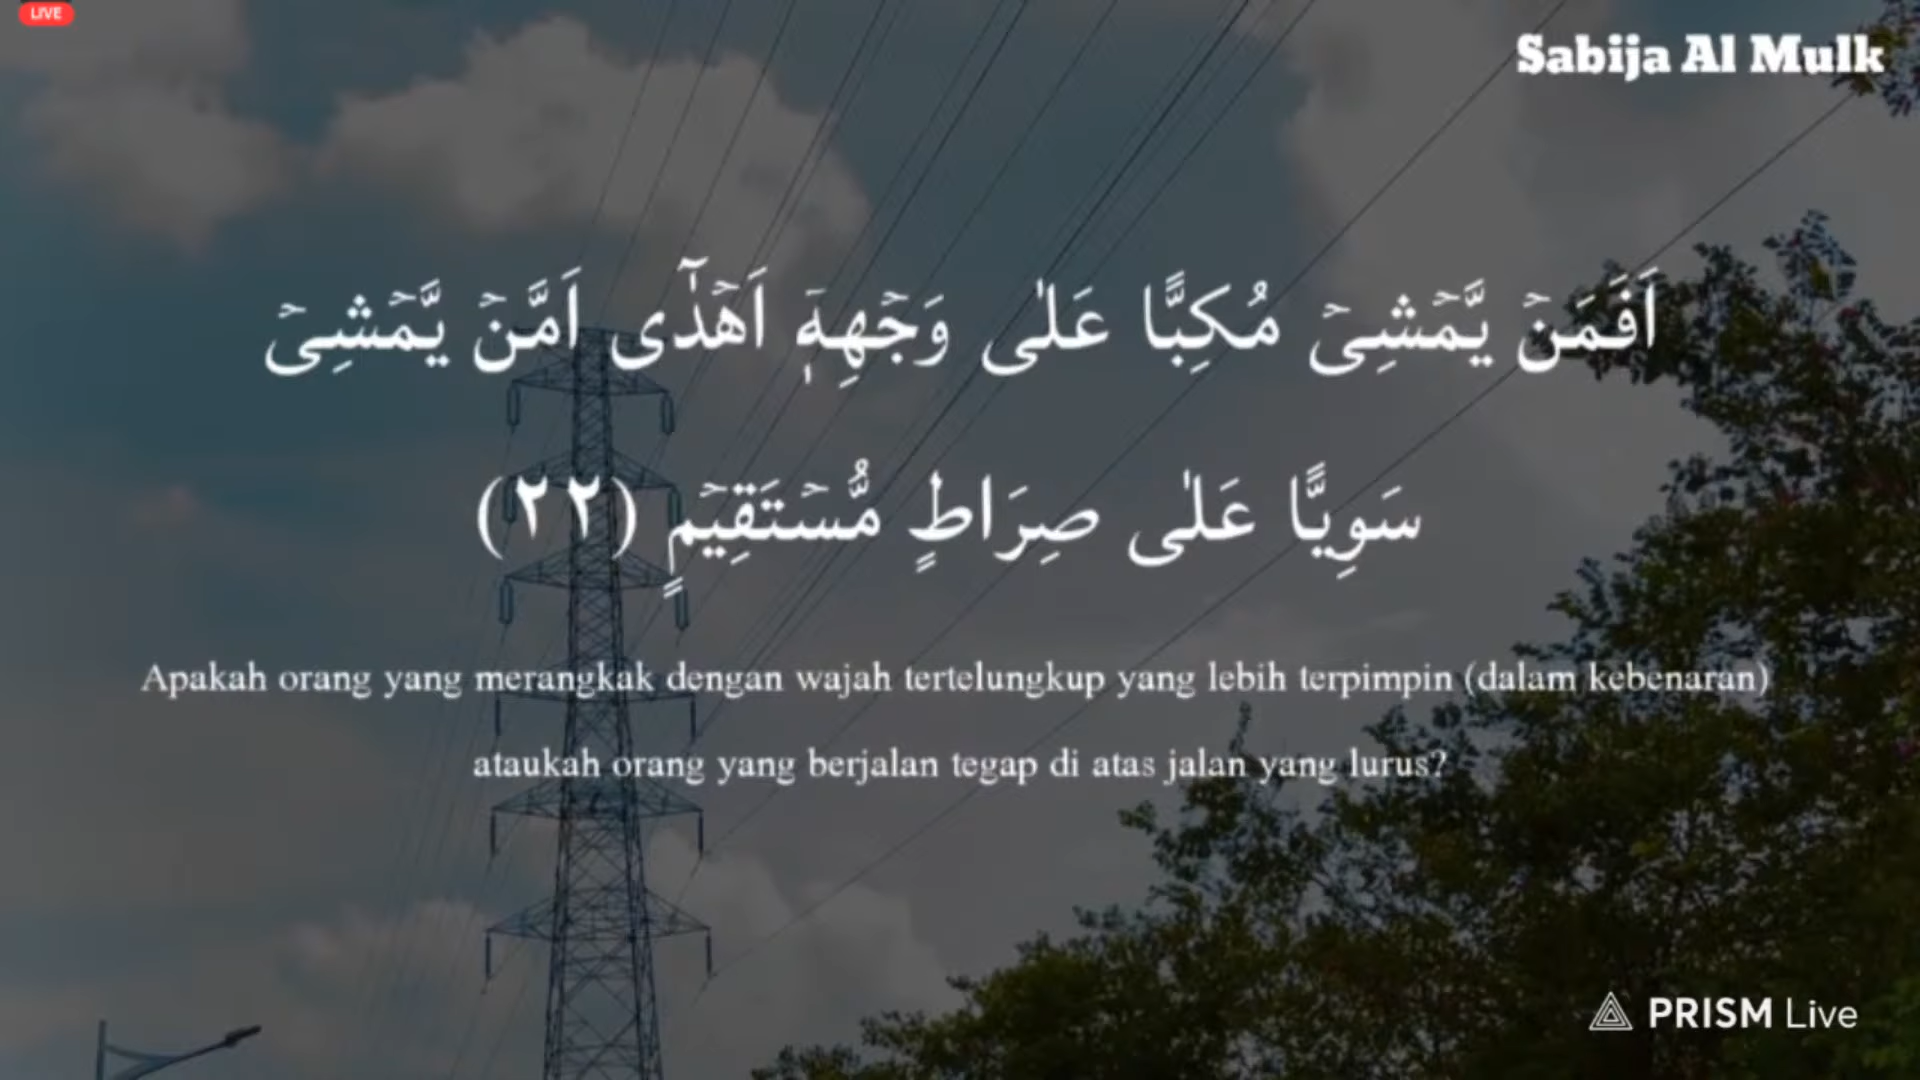 LIVE
Sabija Al Mulk
اَفَمَنۡ يَّمۡشِىۡ مُكِبًّا عَلٰى وَجۡهِهٖۤ اَهۡدٰٓى اَمَّنۡ يَّمۡشِىۡ
سَوِيًّا عَلٰى صِرَاطٍ مُّسۡتَقِيۡمٍ (٢٢)
Apakah orang yang merangkak dengan wajah tertelungkup yang lebih terpimpin (dalam kebenaran)
ataukah orang yang berjalan tegap di atas jalan yang lurus?
PRISM Live